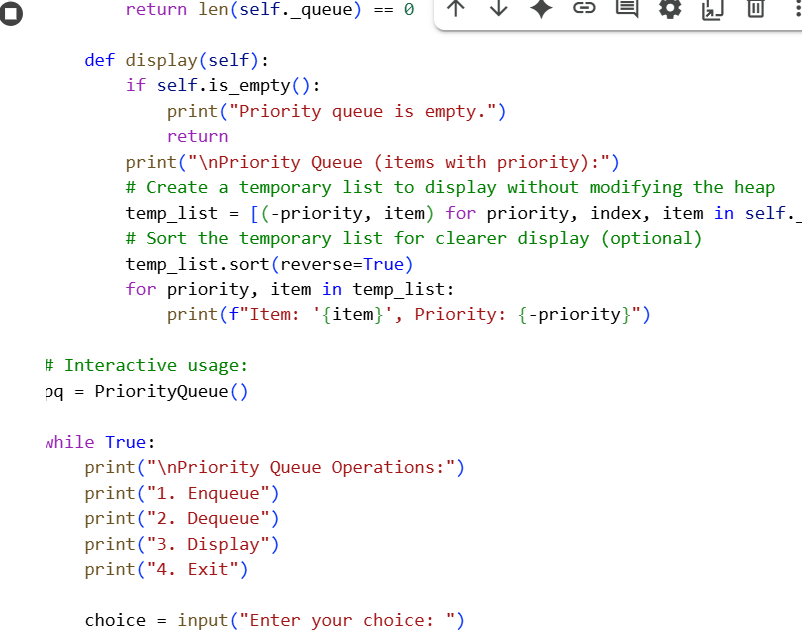 return len(self._queue) == 0

    def display(self):
        if self.is_empty():
            print("Priority queue is empty.")
            return
        print("\nPriority Queue (items with priority):")
        # Create a temporary list to display without modifying the heap
        temp_list = [(-priority, item) for priority, index, item in self._
        # Sort the temporary list for clearer display (optional)
        temp_list.sort(reverse=True)
        for priority, item in temp_list:
            print(f"Item: '{item}', Priority: {-priority}")

# Interactive usage:
pq = PriorityQueue()

while True:
    print("\nPriority Queue Operations:")
    print("1. Enqueue")
    print("2. Dequeue")
    print("3. Display")
    print("4. Exit")

    choice = input("Enter your choice: ")